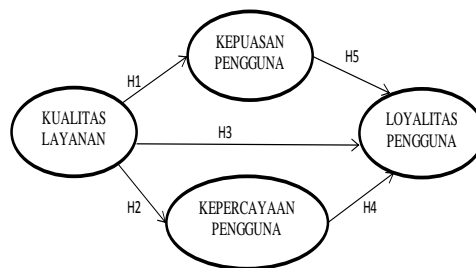 KEPUASAN
PENGGUNA
H1
H5
KUALITAS
LAYANAN
H3
LOYALITAS
PENGGUNA
H2
H4
KEPERCAYAAN
PENGGUNA